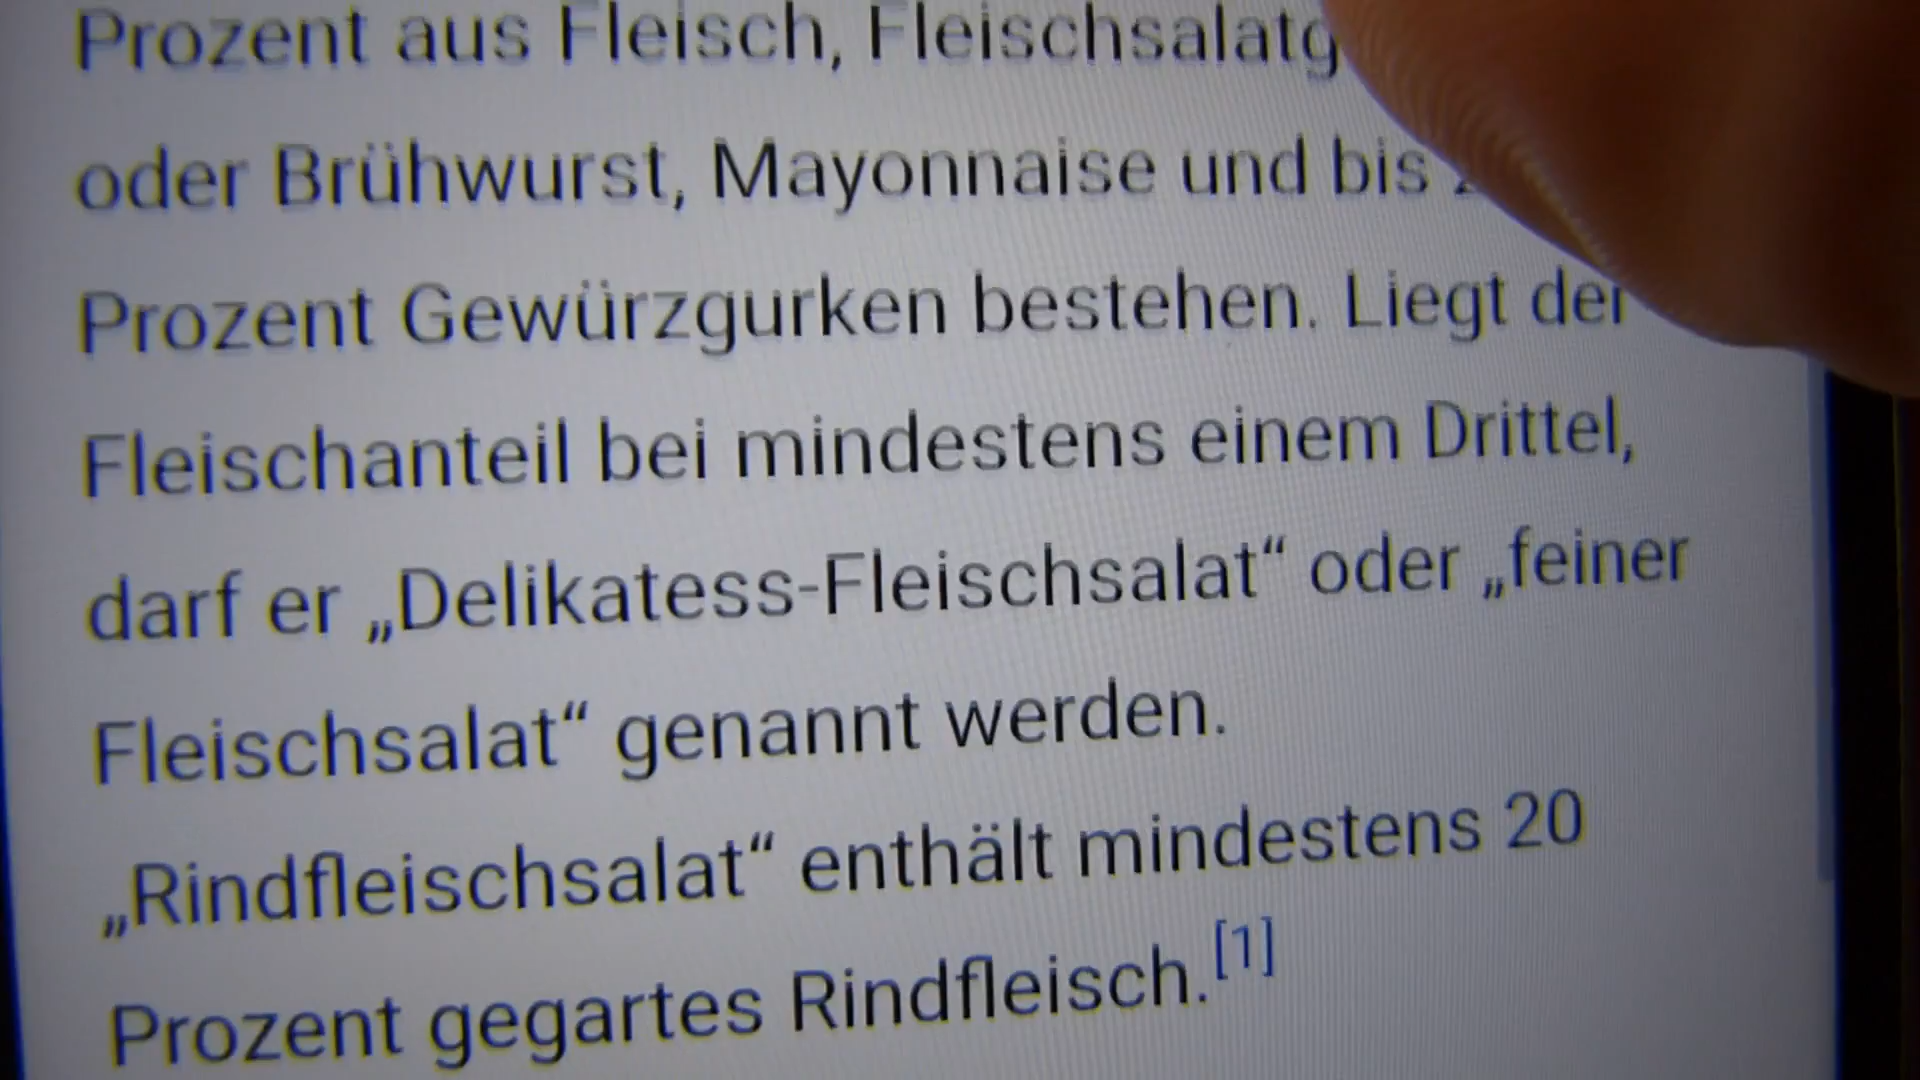 Prozent aus Fleisch,
oder Brühwurst, Mayonnaise und bis
Prozent Gewürzgurken bestehen. Liegt der
Fleischanteil bei mindestens einem Drittel,
darf er „Delikatess-Fleischsalat“ oder „feiner
Fleischsalat“ genannt werden.
„Rindfleischsalat“ enthält mindestens 20
Prozent gegartes Rindfleisch.[1]